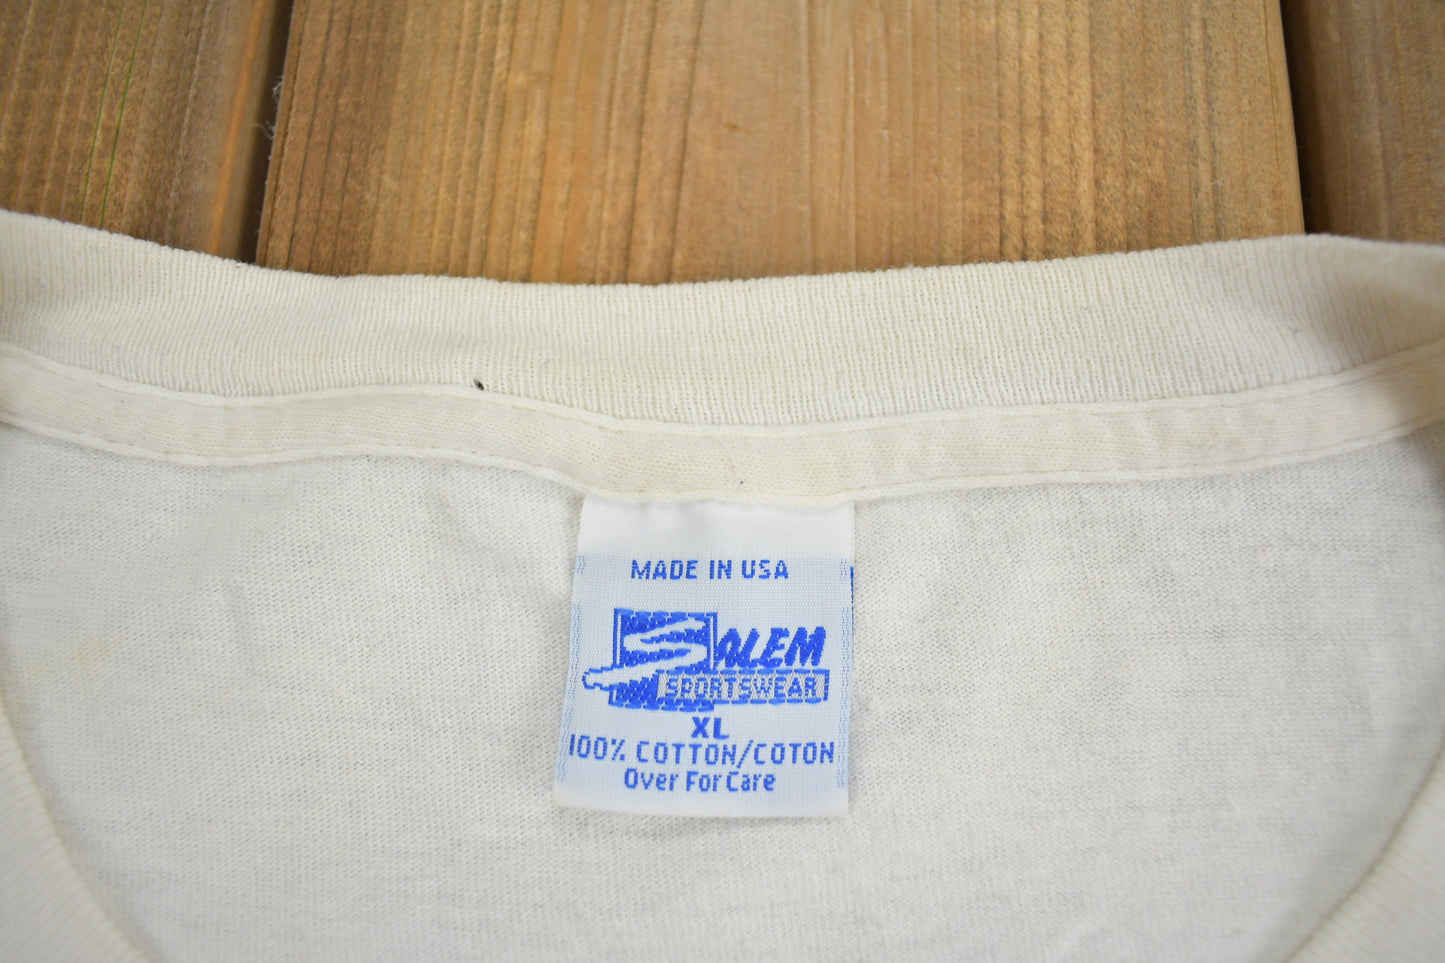 MADE IN USA
SALEM
SPORTSWEAR
XL
100% COTTON/COTON
Over For Care